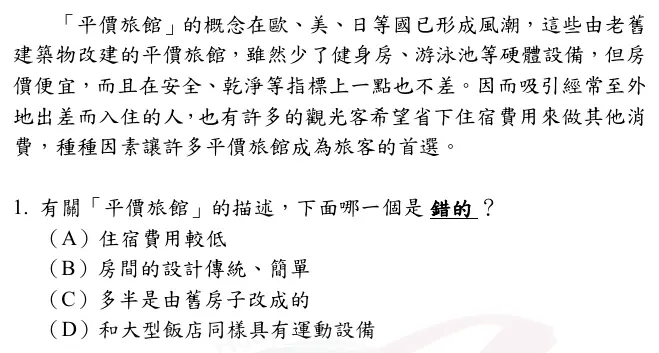 「平價旅館」的概念在歐、美、日等國已形成風潮，這些由老舊
建築物改建的平價旅館，雖然少了健身房、游泳池等硬體設備，但房
價便宜，而且在安全、乾淨等指標上一點也不差。因而吸引經常至外
地出差而入住的人，也有許多的觀光客希望省下住宿費用來做其他消
費，種種因素讓許多平價旅館成為旅客的首選。
1. 有關「平價旅館」的描述，下面哪一個是 錯的 ？
（A）住宿費用較低
（B）房間的設計傳統、簡單
（C）多半是由舊房子改成的
（D）和大型飯店同樣具有運動設備